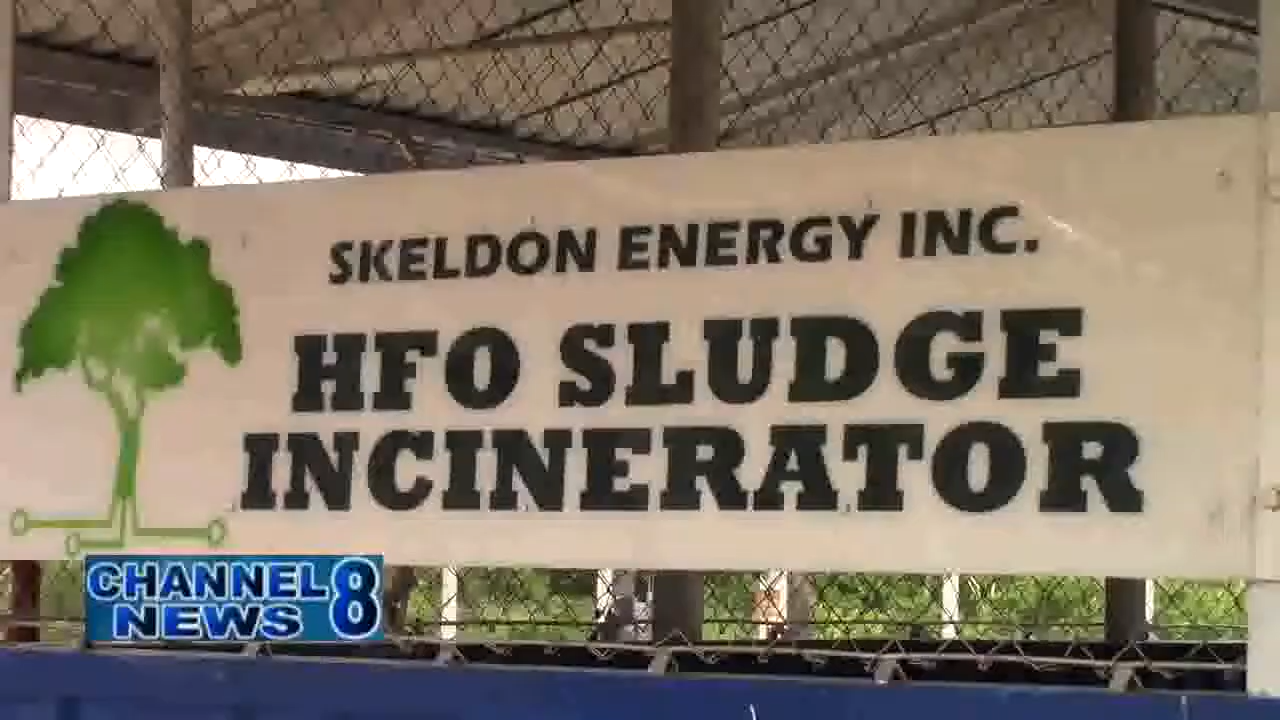 SKELDON ENERGY INC.
HFO SLUDGE
INCINERATOR
CHANNEL 8
NEWS